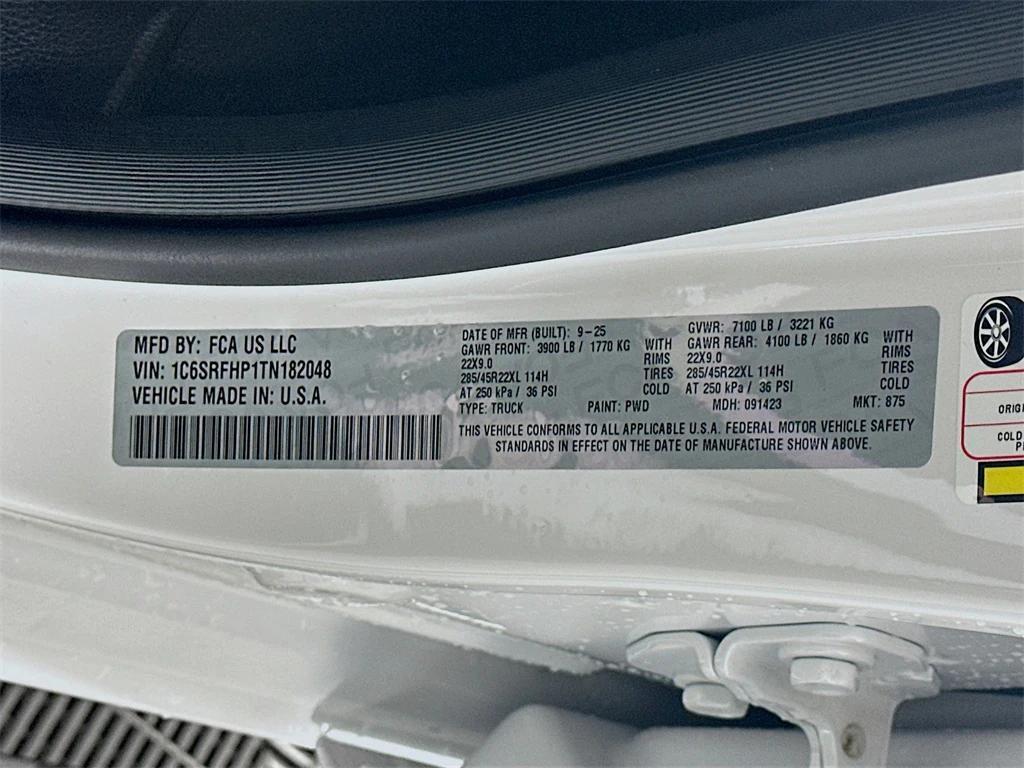 MFD BY: FCA US LLC
VIN: 1C6SRFHP1TN182048
VEHICLE MADE IN: U.S.A.
DATE OF MFR (BUILT): 9-25
GAWR FRONT: 3900 LB / 1770 KG WITH
22X9.0 RIMS
285/45R22XL 114H TIRES
AT 250 kPa / 36 PSI COLD
TYPE: TRUCK PAINT: PWD
GVWR: 7100 LB / 3221 KG
GAWR REAR: 4100 LB / 1860 KG WITH
22X9.0 RIMS
285/45R22XL 114H TIRES
AT 250 kPa / 36 PSI COLD
MDH: 091423 MKT: 875
THIS VEHICLE CONFORMS TO ALL APPLICABLE U.S.A. FEDERAL MOTOR VEHICLE SAFETY
STANDARDS IN EFFECT ON THE DATE OF MANUFACTURE SHOWN ABOVE.
COLD